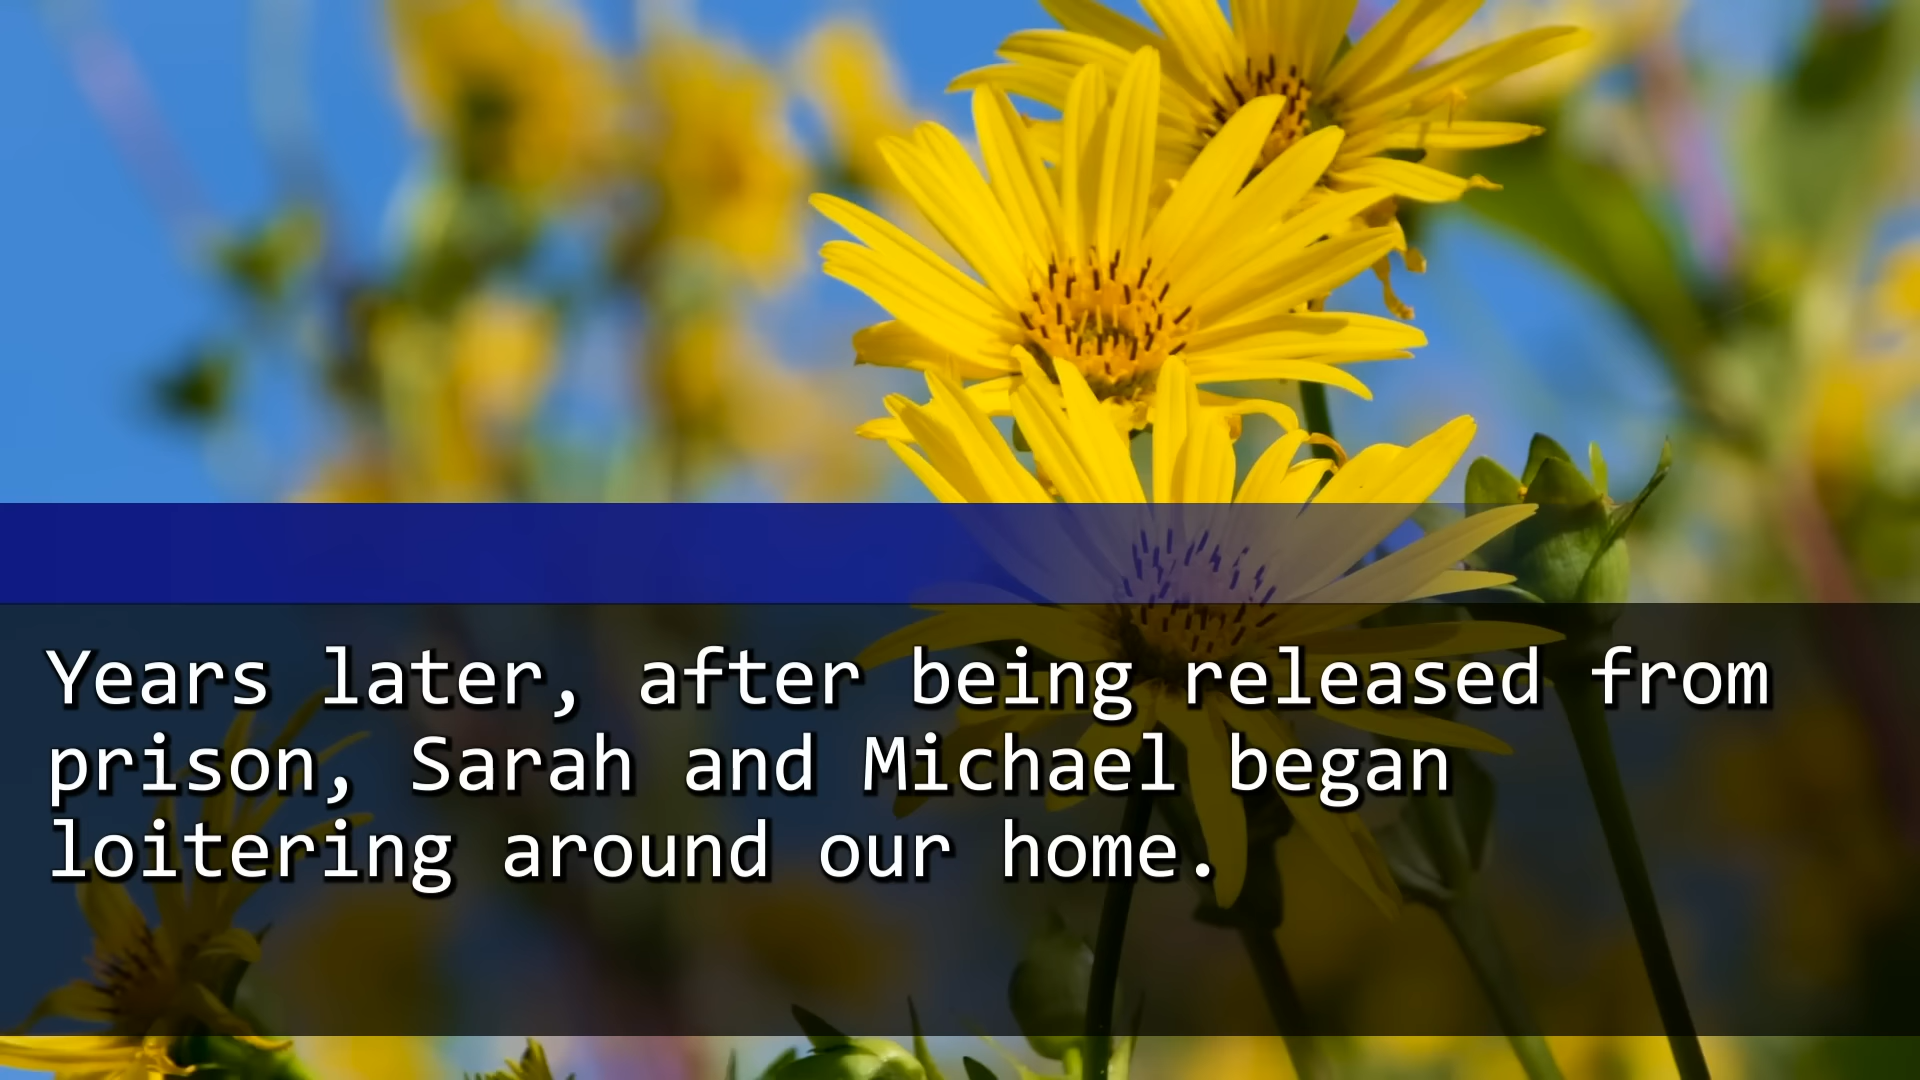 Years later, after being released from
prison, Sarah and Michael began
loitering around our home.